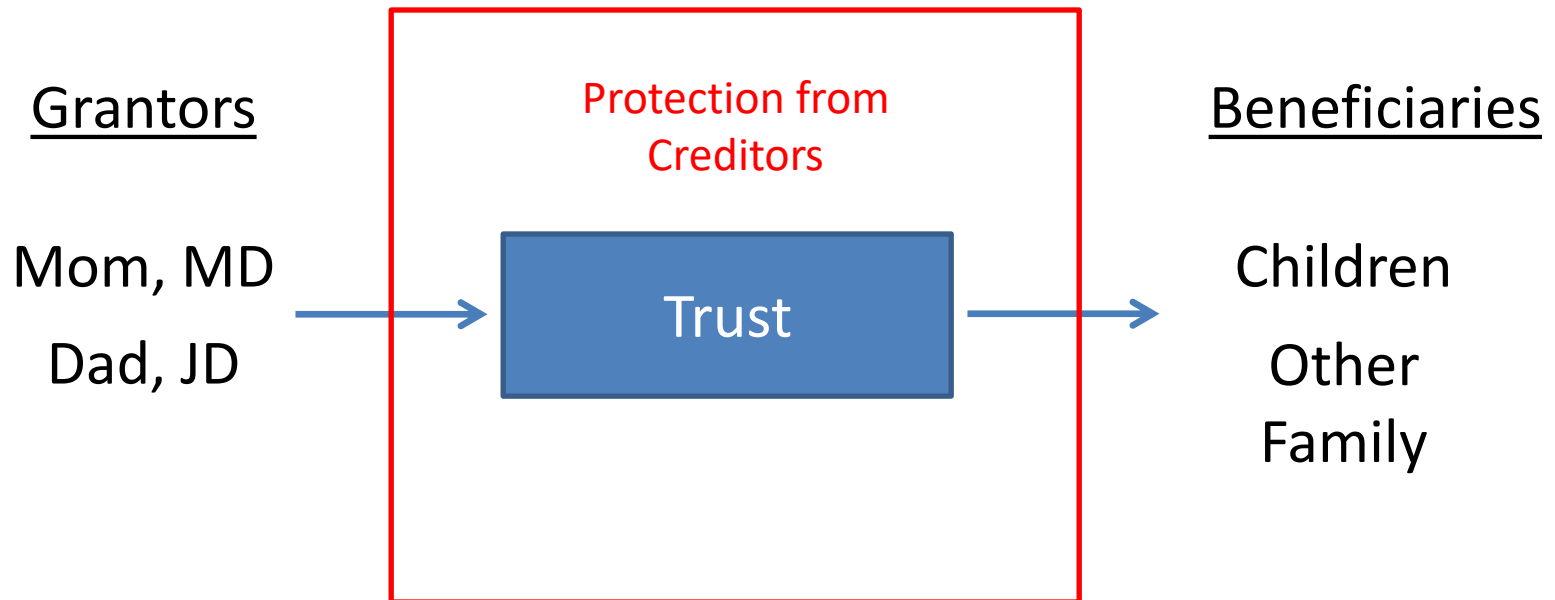 Grantors
Mom, MD
Dad, JD
Protection from
Creditors
Trust
Beneficiaries
Children
Other
Family